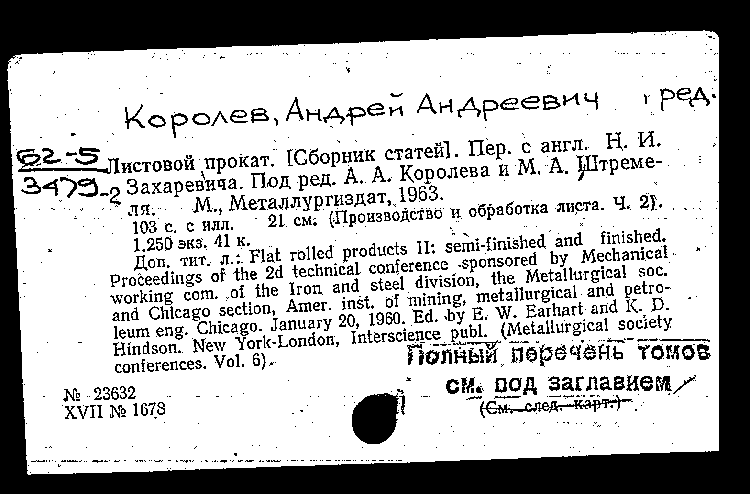 Королев, Андрей Андреевич, ред.
62-5
3479-2
Листовой прокат. [Сборник статей]. Пер. с англ. Н. И.
Захаревича. Под ред. А. А. Королева и М. А. Штреме-
ля. М., Металлургиздат, 1963.
103 с. с илл. 21 см. (Производство и обработка листа. Ч. 2).
1.250 экз. 41 к.
Доп. тит. л.: Flat rolled products II: semi-finished and finished.
Proceedings of the 2d technical conference sponsored by Mechanical
working com. of the Iron and steel division, the Metallurgical soc.
and Chicago section, Amer. inst. of mining, metallurgical and petro-
leum eng. Chicago. January 20, 1960. Ed. by E. W. Earhart and K. D.
Hindson. New York-London, Interscience publ. (Metallurgical society
conferences. Vol. 6).
Полный перечень томов
см. под заглавием
(См. след. карт.)
№ 23632
XVII № 1678